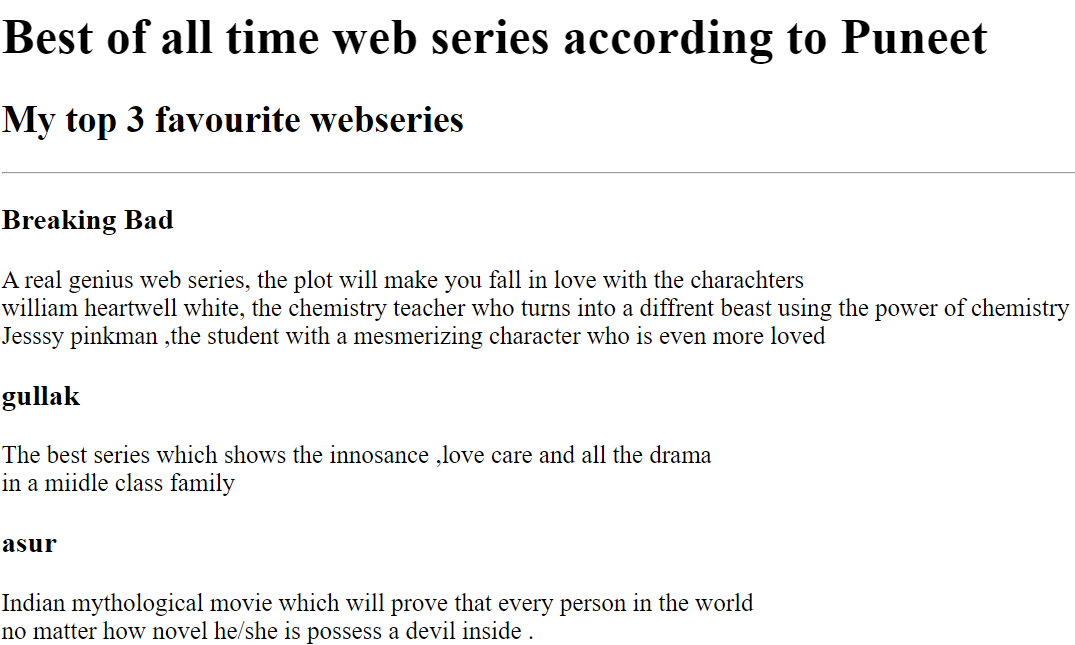 Best of all time web series according to Puneet
My top 3 favourite webseries
Breaking Bad
A real genius web series, the plot will make you fall in love with the charachters
william heartwell white, the chemistry teacher who turns into a diffrent beast using the power of chemistry
Jesssy pinkman ,the student with a mesmerizing character who is even more loved
gullak
The best series which shows the innosance ,love care and all the drama
in a miidle class family
asur
Indian mythological movie which will prove that every person in the world
no matter how novel he/she is possess a devil inside .